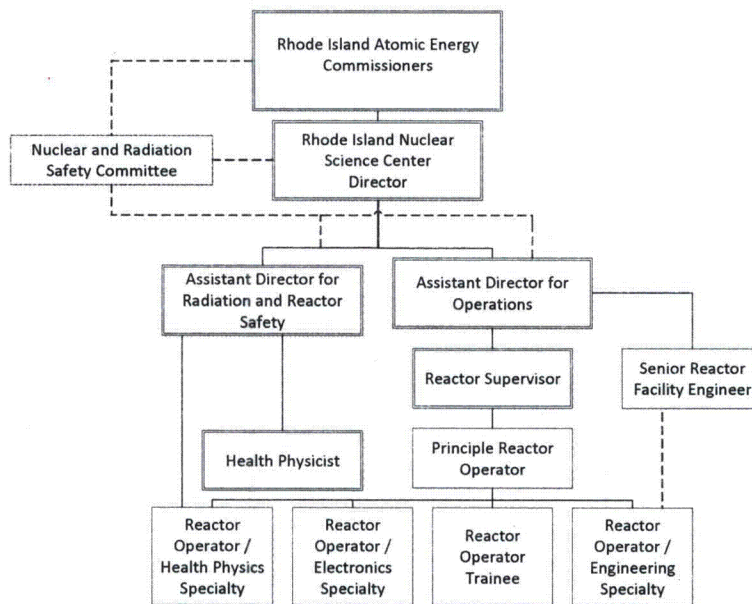 Rhode Island Atomic Energy
Commissioners
Nuclear and Radiation
Safety Committee
Rhode Island Nuclear
Science Center
Director
Assistant Director for
Radiation and Reactor
Safety
Assistant Director for
Operations
Reactor Supervisor
Senior Reactor
Facility Engineer
Health Physicist
Principle Reactor
Operator
Reactor
Operator /
Health Physics
Specialty
Reactor
Operator /
Electronics
Specialty
Reactor
Operator
Trainee
Reactor
Operator /
Engineering
Specialty